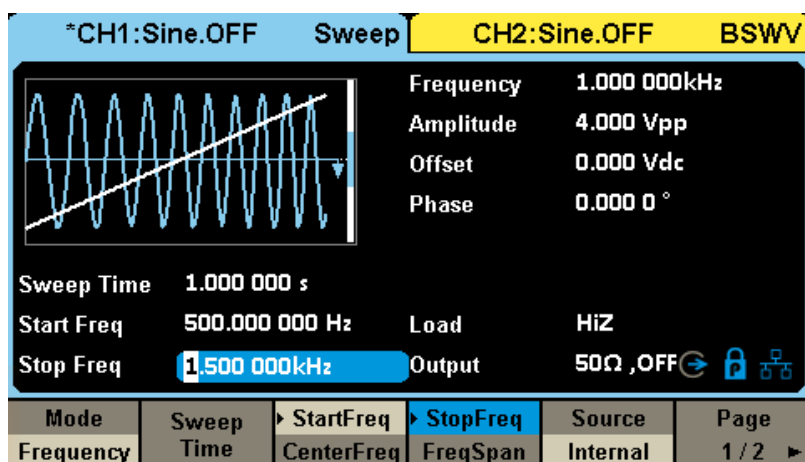 *CH1:Sine.OFF Sweep CH2:Sine.OFF BSWV
Frequency 1.000 000kHz
Amplitude 4.000 Vpp
Offset 0.000 Vdc
Phase 0.000 0 °
Sweep Time 1.000 000 s
Start Freq 500.000 000 Hz Load HiZ
Stop Freq 1.500 000kHz Output 50Ω ,OFF P
Mode Sweep StartFreq StopFreq Source Page
Frequency Time CenterFreq FreqSpan Internal 1/2